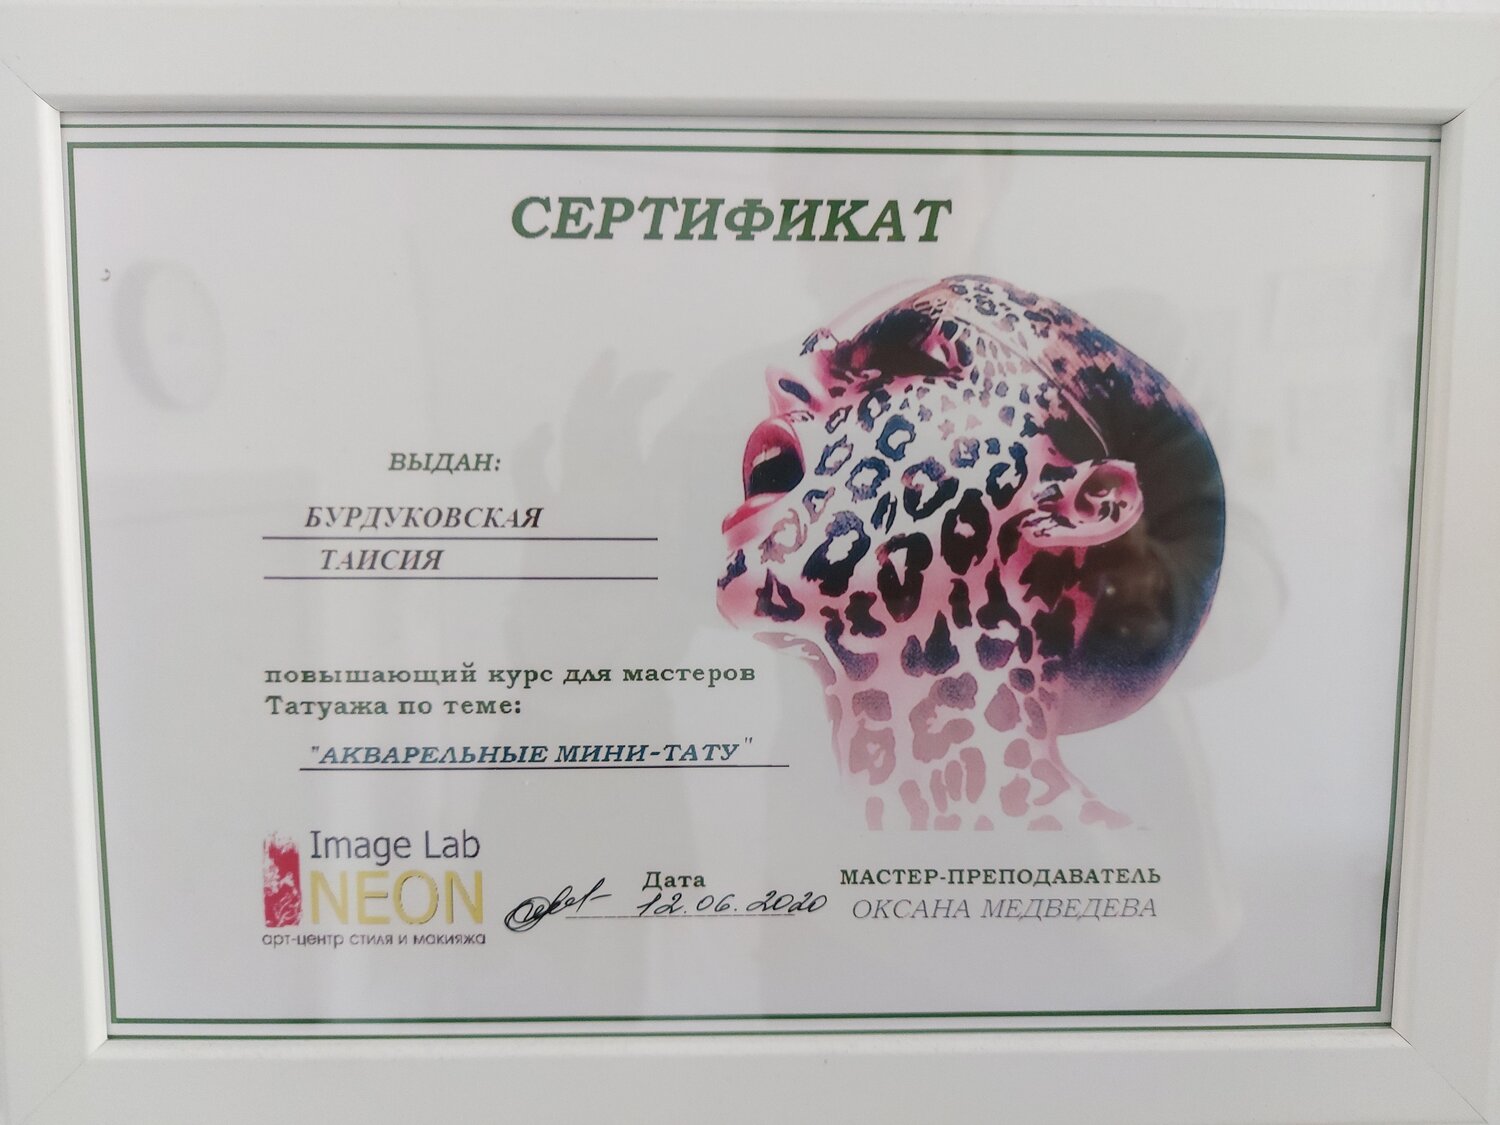 СЕРТИФИКАТ
ВЫДАН:
БУРДУКОВСКАЯ
ТАИСИЯ
повышающий курс для мастеров
Татуажа по теме:
"АКВАРЕЛЬНЫЕ МИНИ-ТАТУ"
Image Lab
NEON
арт-центр стиля и макияжа
Дата
12.06.2020
МАСТЕР-ПРЕПОДАВАТЕЛЬ
ОКСАНА МЕДВЕДЕВА